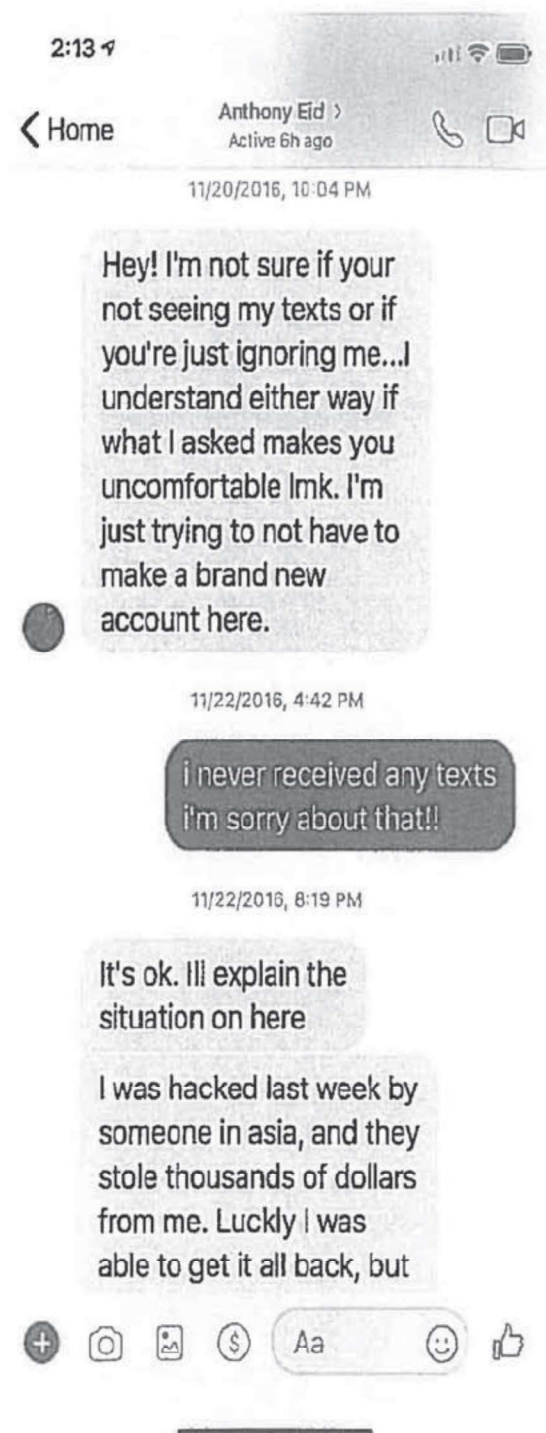 2:13
Home
Anthony Eid >
Active 6h ago
11/20/2016, 10:04 PM
Hey! I'm not sure if your
not seeing my texts or if
you're just ignoring me...I
understand either way if
what I asked makes you
uncomfortable lmk. I'm
just trying to not have to
make a brand new
account here.
11/22/2016, 4:42 PM
i never received any texts
i'm sorry about that!!
11/22/2016, 8:19 PM
It's ok. Ill explain the
situation on here
I was hacked last week by
someone in asia, and they
stole thousands of dollars
from me. Luckly I was
able to get it all back, but
Aa